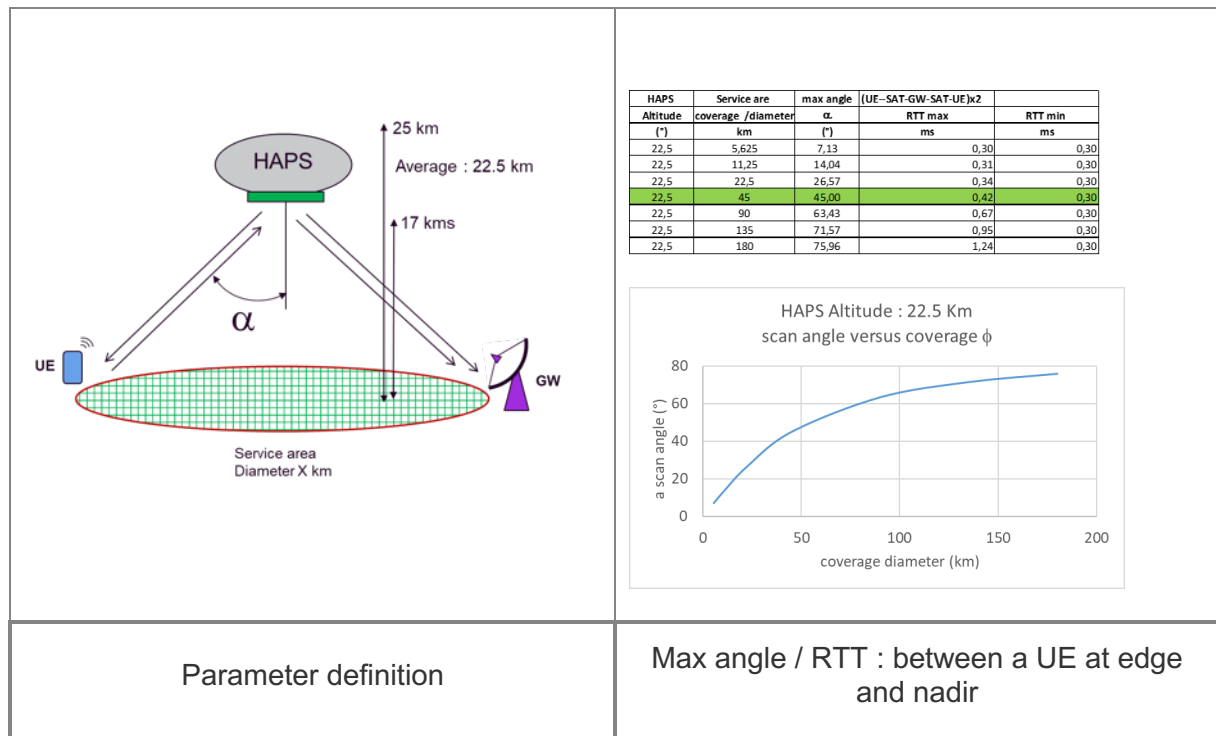 25 km
HAPS
Average : 22.5 km
17 kms
α
UE
GW
Service area
Diameter X km
HAPS Service are max angle (UE--SAT-GW-SAT-UE)x2
Altitude coverage /diameter α RTT max RTT min
(°) km (°) ms ms
22,5 5,625 7,13 0,30 0,30
22,5 11,25 14,04 0,31 0,30
22,5 22,5 26,57 0,34 0,30
22,5 45 45,00 0,42 0,30
22,5 90 63,43 0,67 0,30
22,5 135 71,57 0,95 0,30
22,5 180 75,96 1,24 0,30
HAPS Altitude : 22.5 Km
scan angle versus coverage ϕ
80
60
40
20
0
a scan angle (°)
0 50 100 150 200
coverage diameter (km)
Parameter definition
Max angle / RTT : between a UE at edge
and nadir